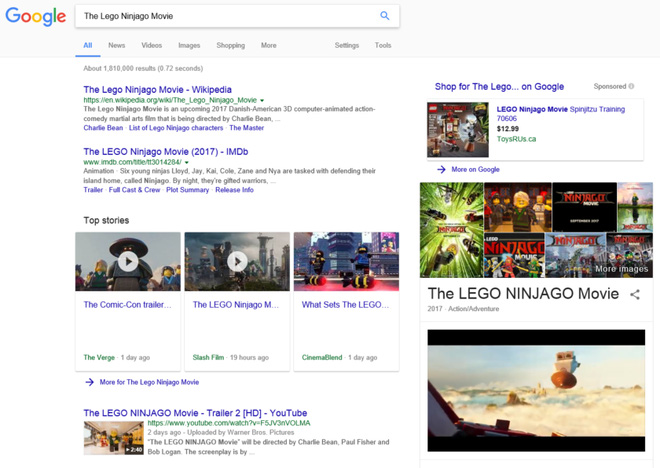 Google
The Lego Ninjago Movie
All News Videos Images Shopping More Settings Tools
About 1,810,000 results (0.72 seconds)
The Lego Ninjago Movie - Wikipedia
https://en.wikipedia.org/wiki/The_Lego_Ninjago_Movie
The Lego Ninjago Movie is an upcoming 2017 Danish-American 3D computer-animated action-
comedy martial arts film that is being directed by Charlie Bean, ...
Charlie Bean · List of Lego Ninjago characters · The Master
The LEGO Ninjago Movie (2017) - IMDb
www.imdb.com/title/tt3014284/
Animation · Six young ninjas Lloyd, Jay, Kai, Cole, Zane and Nya are tasked with defending their
island home, called Ninjago. By night, they're gifted warriors, ...
Trailer · Full Cast & Crew · Plot Summary · Release Info
Top stories
The Comic-Con trailer...
The Verge · 1 day ago
The LEGO Ninjago M...
Slash Film · 19 hours ago
What Sets The LEGO...
CinemaBlend · 1 day ago
More for The Lego Ninjago Movie
The LEGO NINJAGO Movie - Trailer 2 [HD] - YouTube
https://www.youtube.com/watch?v=F5JV3nVOLMA
2 days ago - Uploaded by Warner Bros. Pictures
"The LEGO NINJAGO Movie" will be directed by Charlie Bean, Paul Fisher and
Bob Logan. The screenplay is by ...
2:40
Shop for The Lego... on Google
Sponsored
LEGO Ninjago Movie Spinjitzu Training
70606
$12.99
ToysRUs.ca
More on Google
More images
The LEGO NINJAGO Movie
2017 · Action/Adventure